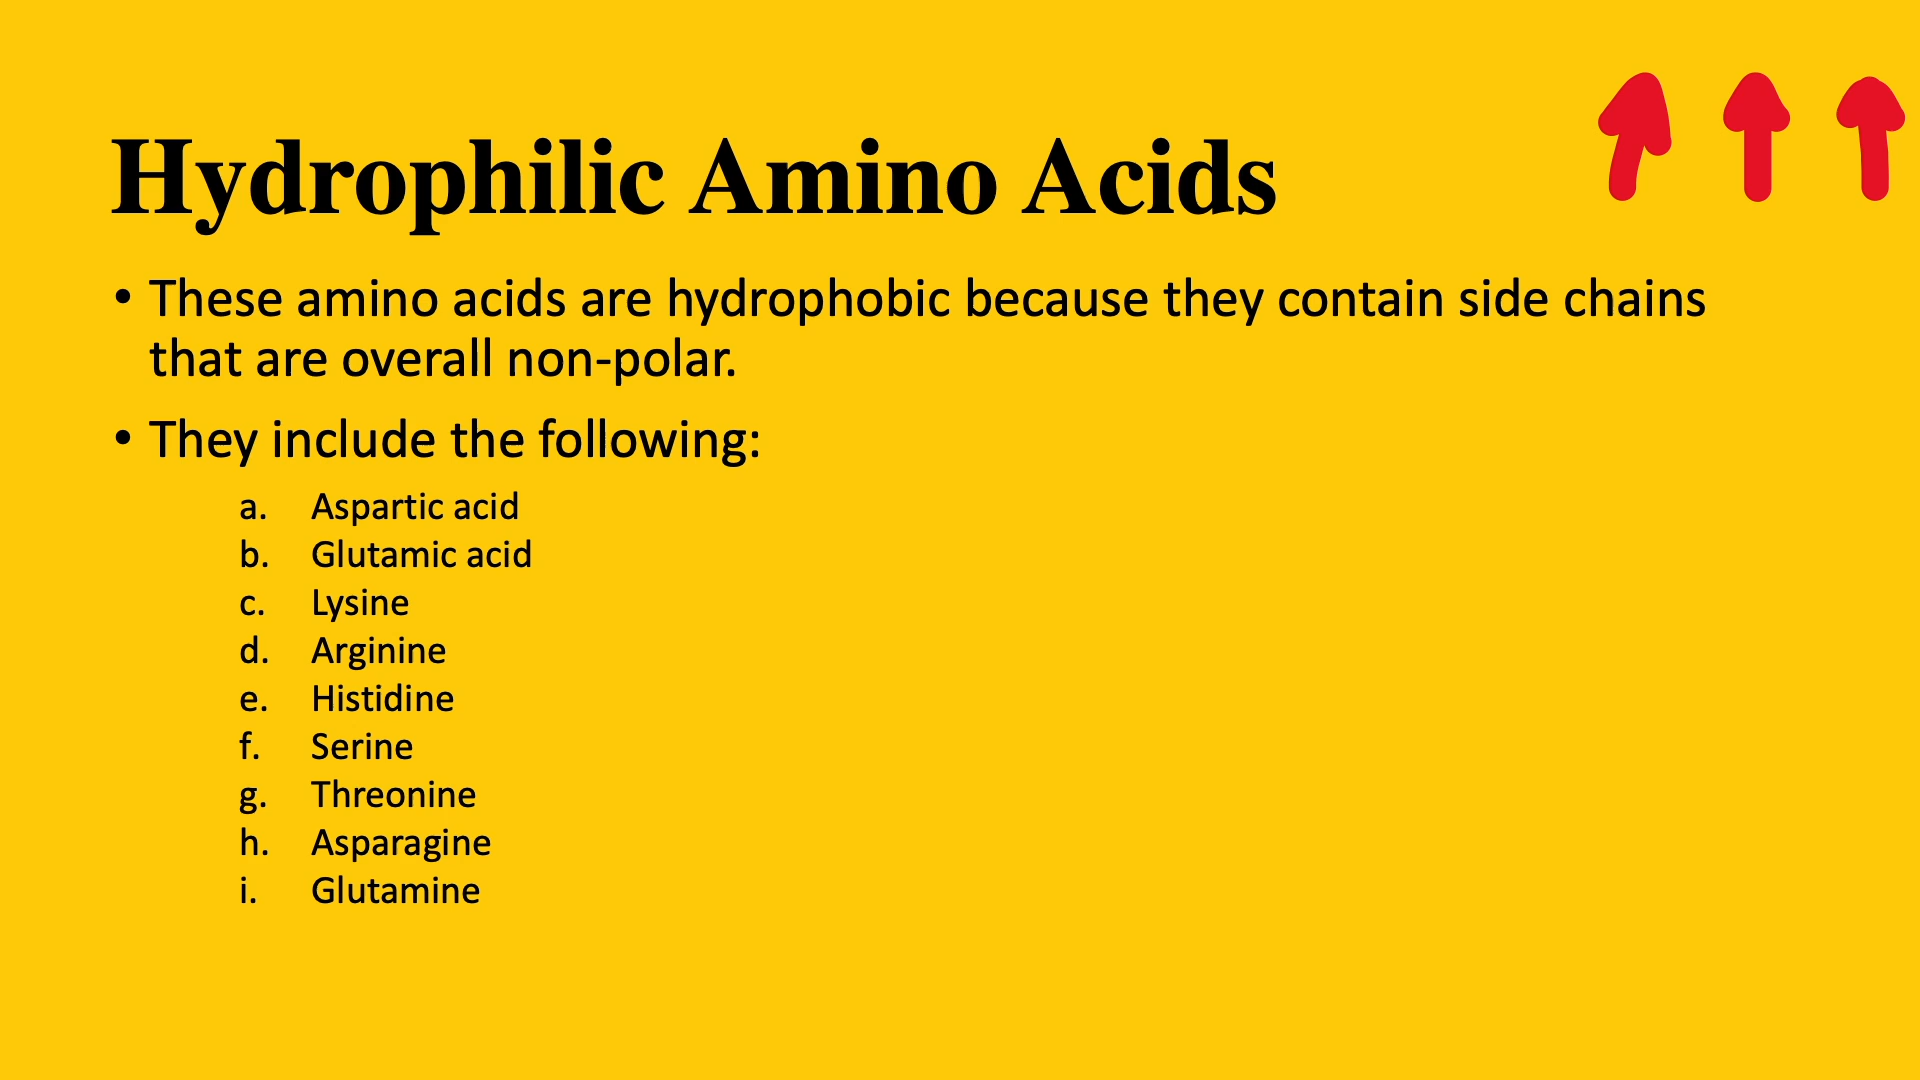 Hydrophilic Amino Acids
• These amino acids are hydrophobic because they contain side chains
that are overall non-polar.
• They include the following:
a. Aspartic acid
b. Glutamic acid
c. Lysine
d. Arginine
e. Histidine
f. Serine
g. Threonine
h. Asparagine
i. Glutamine